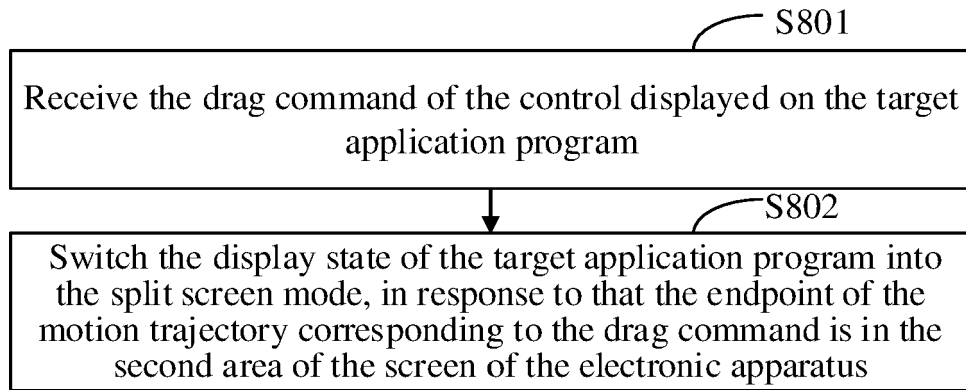 S801
Receive the drag command of the control displayed on the target
application program
S802
Switch the display state of the target application program into
the split screen mode, in response to that the endpoint of the
motion trajectory corresponding to the drag command is in the
second area of the screen of the electronic apparatus